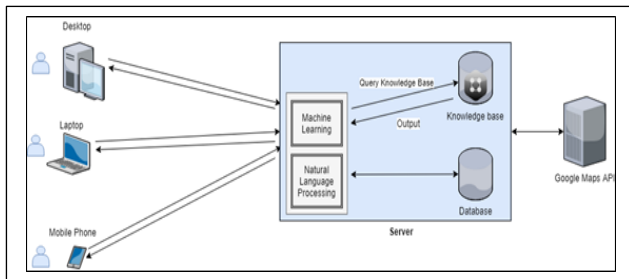 Desktop
Laptop
Mobile Phone
Machine
Learning
Natural
Language
Processing
Query Knowledge Base
Output
Knowledge base
Database
Server
Google Maps API